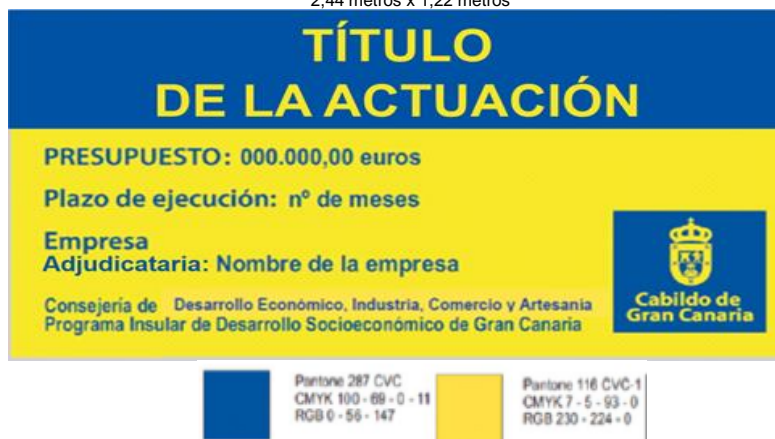 2,44 metros x 1,22 metros
TÍTULO
DE LA ACTUACIÓN
PRESUPUESTO: 000.000,00 euros
Plazo de ejecución: nº de meses
Empresa
Adjudicataria: Nombre de la empresa
Consejería de Desarrollo Económico, Industria, Comercio y Artesanía
Programa Insular de Desarrollo Socioeconómico de Gran Canaria
Cabildo de
Gran Canaria
Pantone 287 CVC
CMYK 100 - 69 - 0 - 11
RGB 0 - 56 - 147
Pantone 116 CVC-1
CMYK 7 - 5 - 93 - 0
RGB 230 - 224 - 0